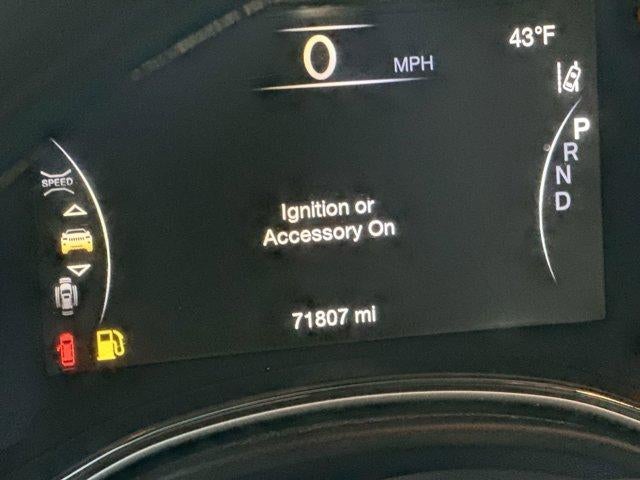 0 MPH
43°F
SPEED
P
R
N
D
Ignition or
Accessory On
71807 mi